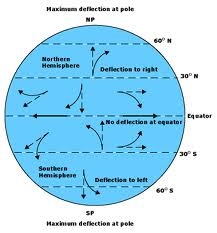 Maximum deflection at pole
NP
60° N
Northern
Hemisphere
Deflection to right
30° N
Equator
No deflection at equator
30° S
Southern
Hemisphere
Deflection to left
60° S
SP
Maximum deflection at pole